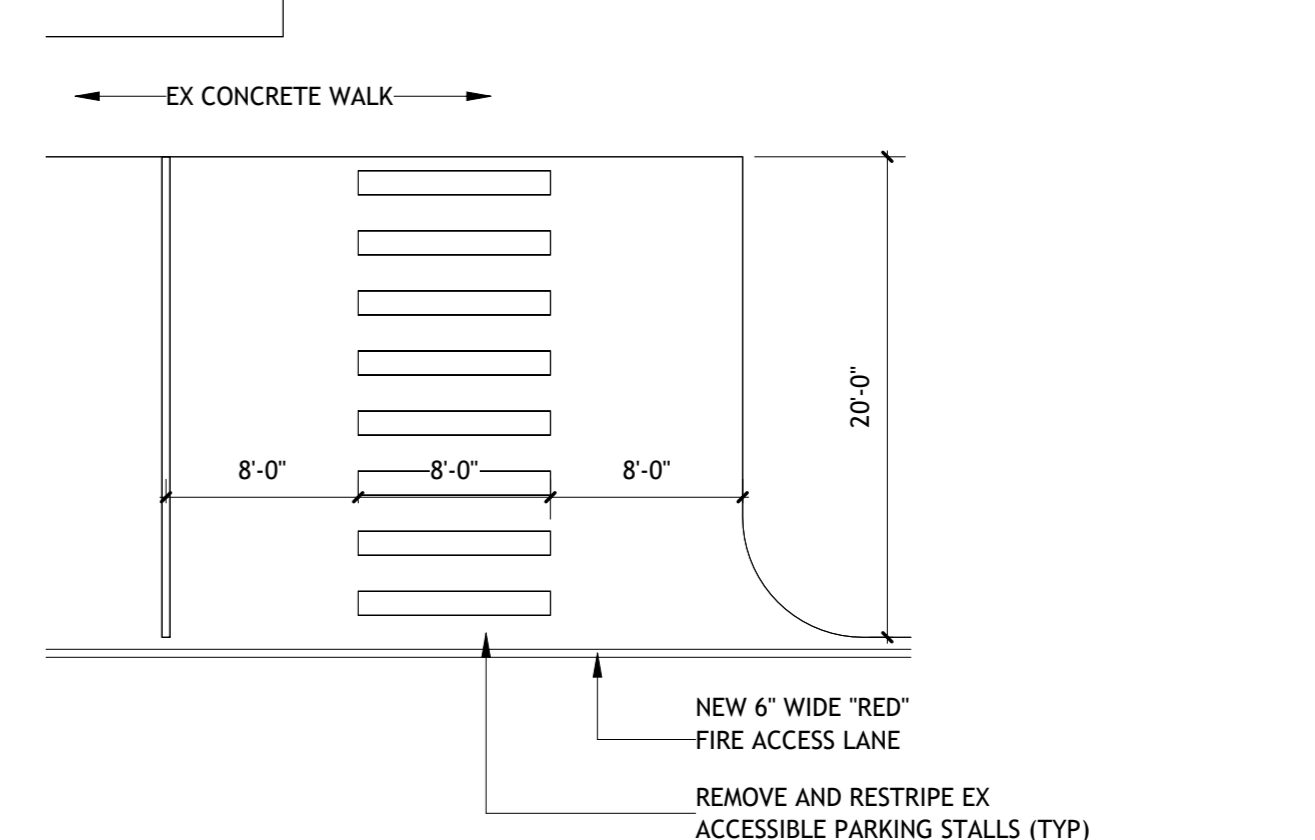 EX CONCRETE WALK
20'-0"
8'-0"
8'-0"
8'-0"
NEW 6" WIDE "RED"
FIRE ACCESS LANE
REMOVE AND RESTRIPE EX
ACCESSIBLE PARKING STALLS (TYP)